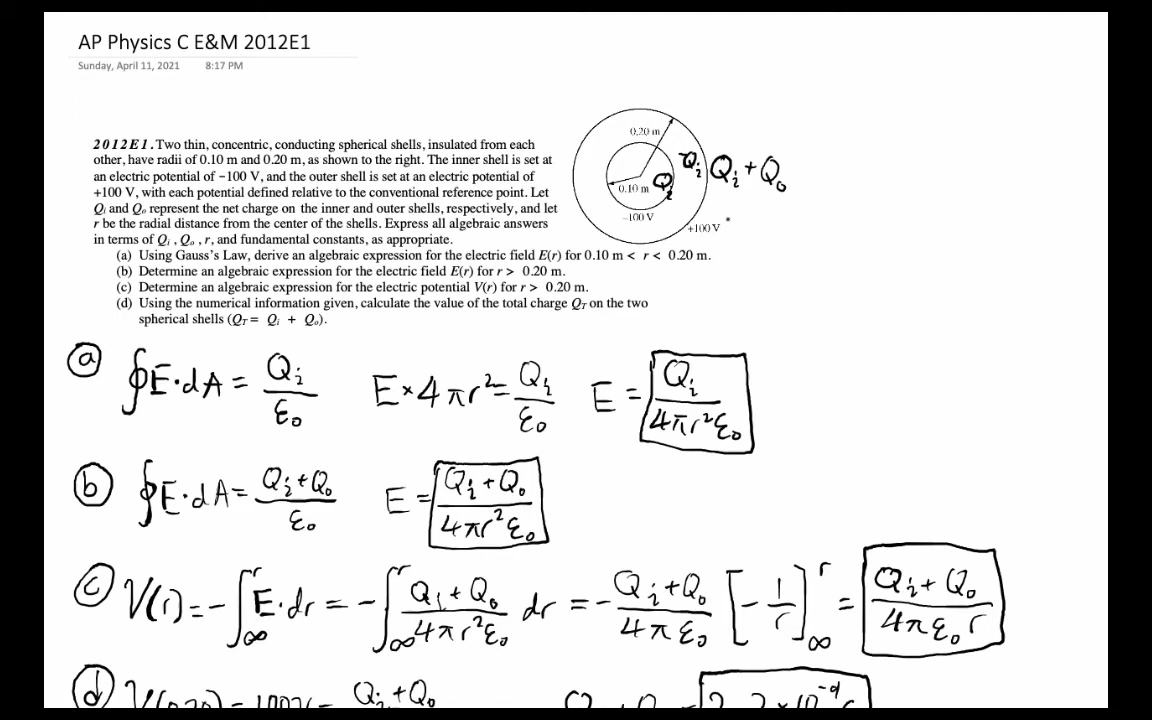 AP Physics C E&M 2012E1
Sunday, April 11, 2021 8:17 PM
2012E1. Two thin, concentric, conducting spherical shells, insulated from each
other, have radii of 0.10 m and 0.20 m, as shown to the right. The inner shell is set at
an electric potential of −100 V, and the outer shell is set at an electric potential of
+100 V, with each potential defined relative to the conventional reference point. Let
Qᵢ and Qₒ represent the net charge on the inner and outer shells, respectively, and let
r be the radial distance from the center of the shells. Express all algebraic answers
in terms of Qᵢ , Qₒ , r, and fundamental constants, as appropriate.
0.20 m
0.10 m
−100 V
+100 V
Qᵢ + Qₒ
(a) Using Gauss's Law, derive an algebraic expression for the electric field E(r) for 0.10 m < r < 0.20 m.
(b) Determine an algebraic expression for the electric field E(r) for r > 0.20 m.
(c) Determine an algebraic expression for the electric potential V(r) for r > 0.20 m.
(d) Using the numerical information given, calculate the value of the total charge Q_T on the two
spherical shells (Q_T = Qᵢ + Qₒ).
(a) ∮E·dA = Qᵢ/ε₀ E×4πr² = Qᵢ/ε₀ E = Qᵢ/4πr²ε₀
(b) ∮E·dA = Qᵢ+Qₒ/ε₀ E = Qᵢ+Qₒ/4πr²ε₀
(c) V(r) = -∫∞^r E·dr = -∫∞^r Qᵢ+Qₒ/4πr²ε₀ dr = -Qᵢ+Qₒ/4πε₀ [-1/r]∞^r = Qᵢ+Qₒ/4πε₀r
(d) Qᵢ+Qₒ